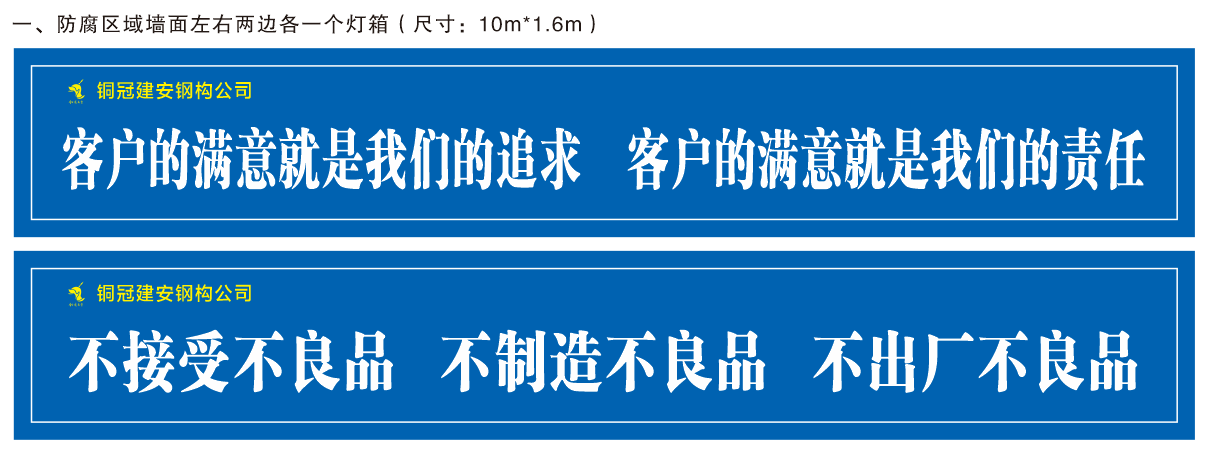 一、防腐区域墙面左右两边各一个灯箱（尺寸：10m*1.6m）
铜冠建安钢构公司
客户的满意就是我们的追求 客户的满意就是我们的责任
铜冠建安钢构公司
不接受不良品 不制造不良品 不出厂不良品